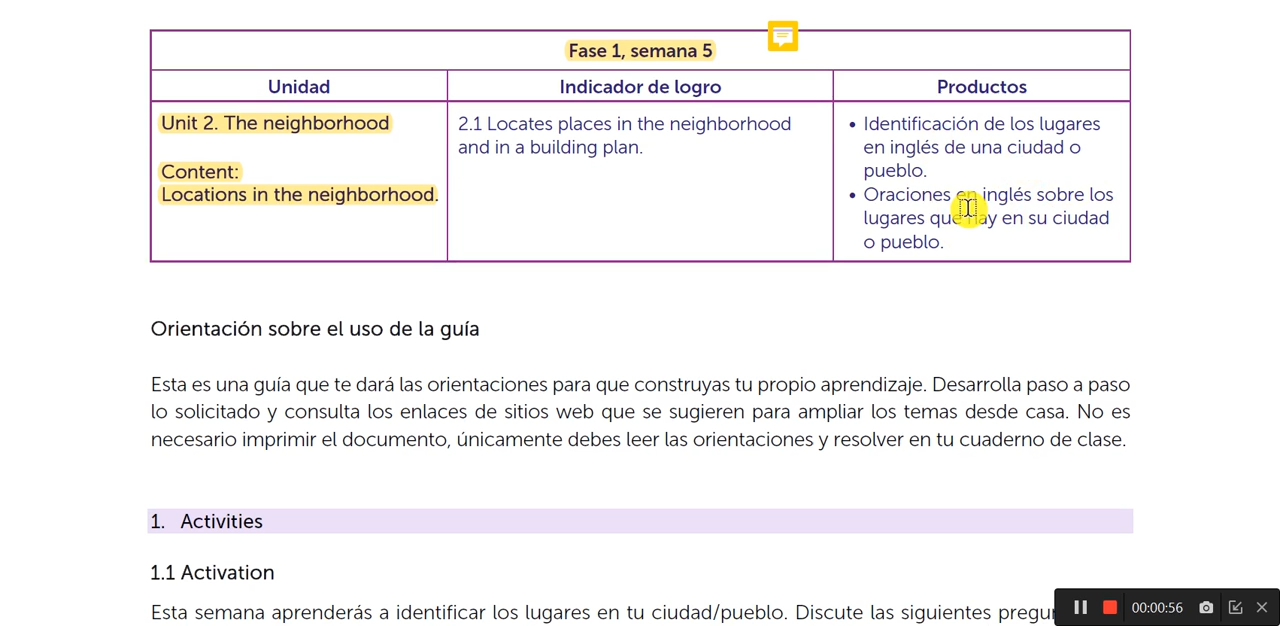 Fase 1, semana 5
Unidad
Indicador de logro
Productos
Unit 2. The neighborhood
Content:
Locations in the neighborhood.
2.1 Locates places in the neighborhood
and in a building plan.
• Identificación de los lugares
en inglés de una ciudad o
pueblo.
• Oraciones en inglés sobre los
lugares que hay en su ciudad
o pueblo.
Orientación sobre el uso de la guía
Esta es una guía que te dará las orientaciones para que construyas tu propio aprendizaje. Desarrolla paso a paso
lo solicitado y consulta los enlaces de sitios web que se sugieren para ampliar los temas desde casa. No es
necesario imprimir el documento, únicamente debes leer las orientaciones y resolver en tu cuaderno de clase.
1. Activities
1.1 Activation
Esta semana aprenderás a identificar los lugares en tu ciudad/pueblo. Discute las siguientes
00:00:56